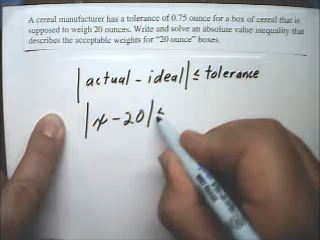 A cereal manufacturer has a tolerance of 0.75 ounce for a box of cereal that is
supposed to weigh 20 ounces. Write and solve an absolute value inequality that
describes the acceptable weights for “20 ounce” boxes.
|actual - ideal| ≤ tolerance
|x - 20| ≤